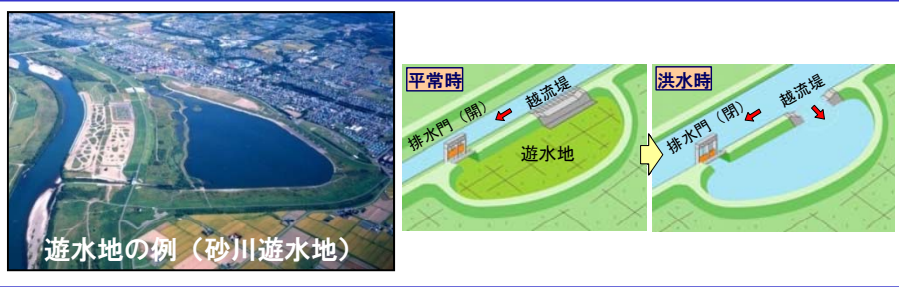 遊水地の例（砂川遊水地）
平常時
越流堤
排水門（開）
遊水地
洪水時
越流堤
排水門（閉）